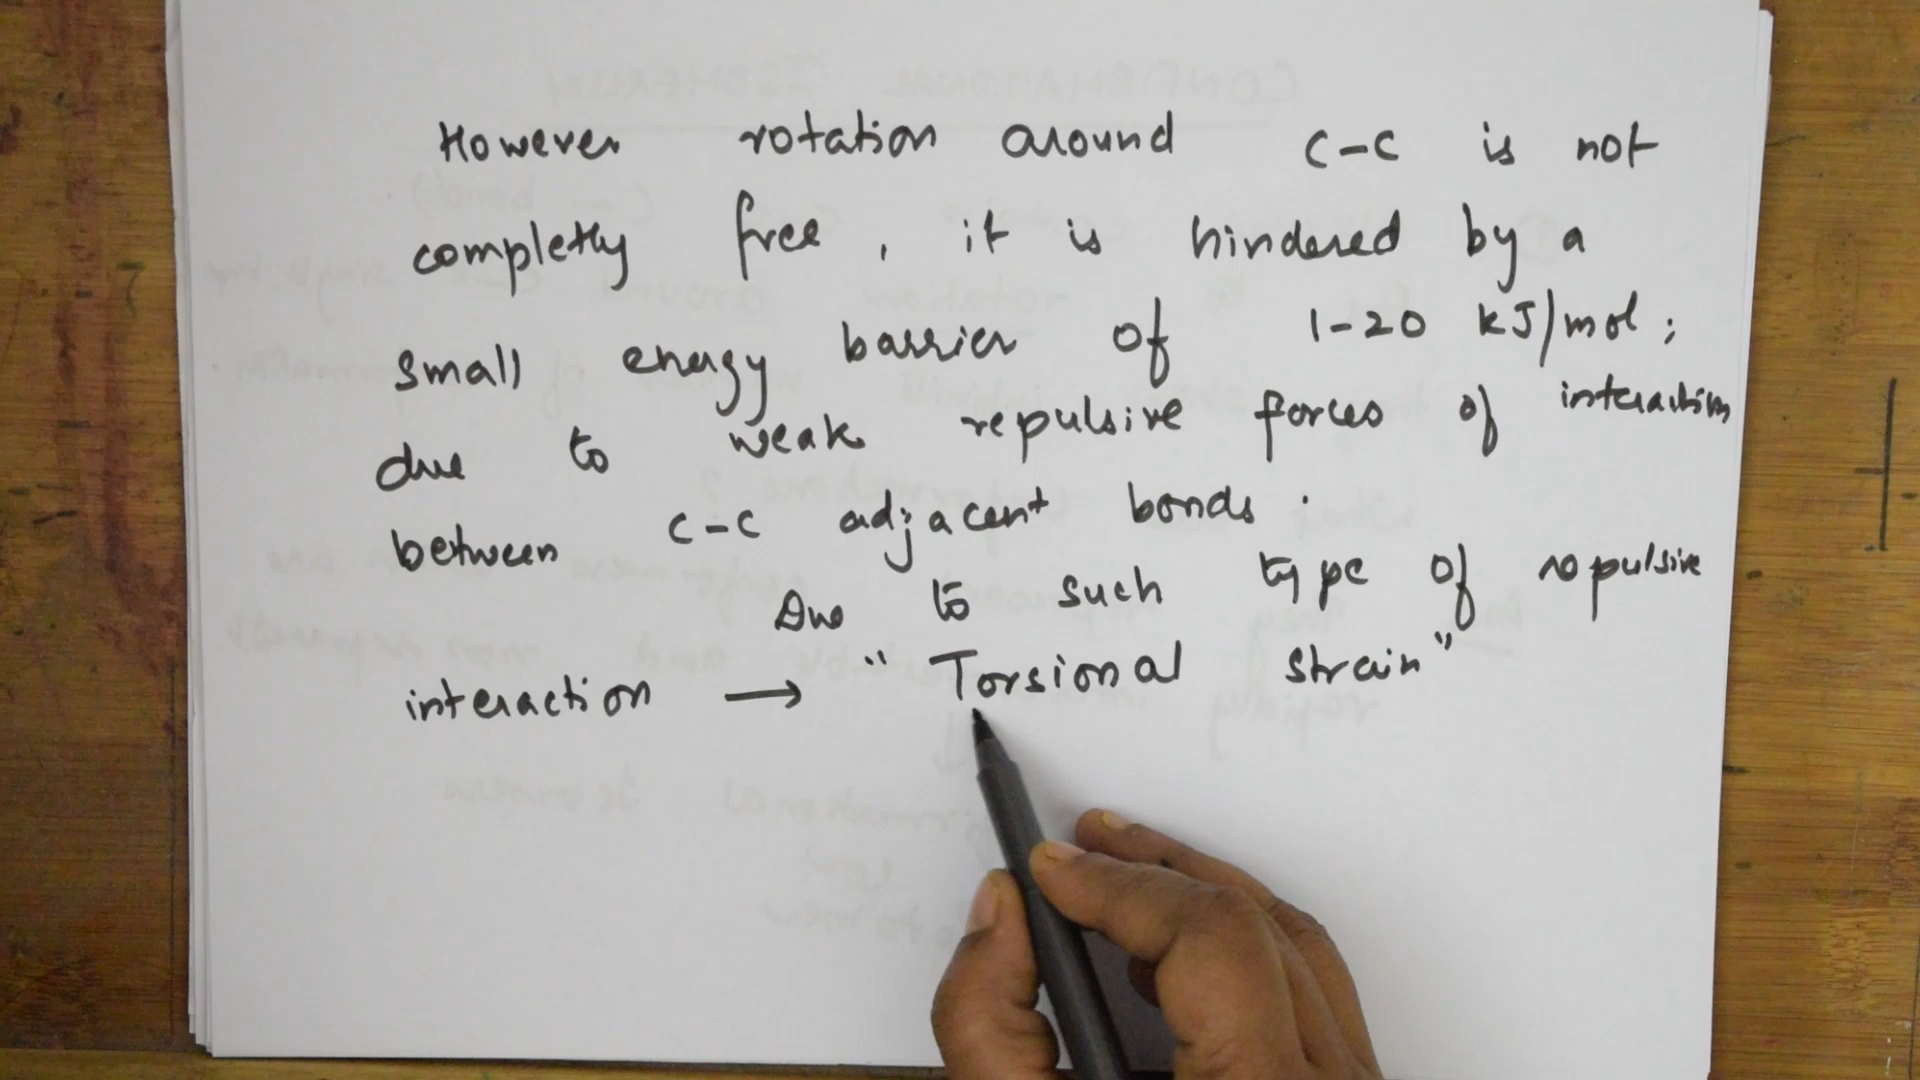 However rotation around C-C is not
completly free, it is hindered by a
small energy barrier of 1-20 kJ/mol;
due to weak repulsive forces of interaction
between C-C adjacent bonds.
Due to such type of repulsive
interaction → "Torsional strain"